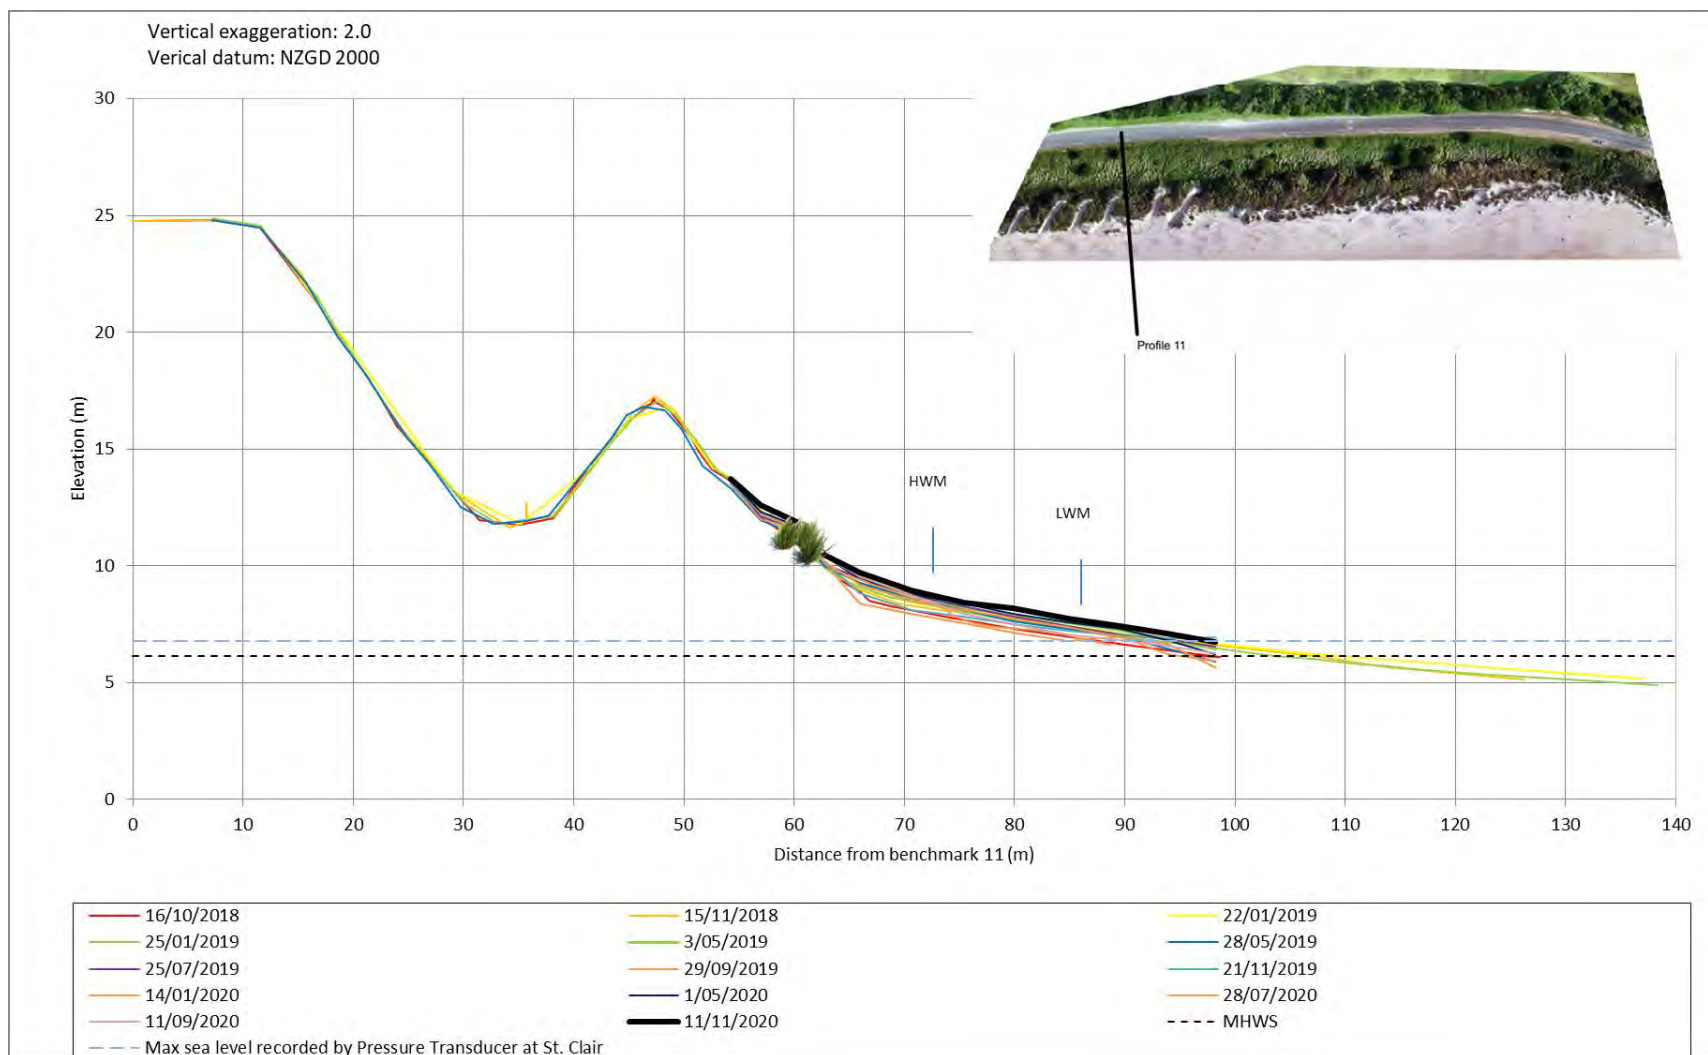 Vertical exaggeration: 2.0
Verical datum: NZGD 2000
30
25
20
15
10
5
0
Elevation (m)
HWM
LWM
Profile 11
0 10 20 30 40 50 60 70 80 90 100 110 120 130 140
Distance from benchmark 11 (m)
16/10/2018 15/11/2018 22/01/2019
25/01/2019 3/05/2019 28/05/2019
25/07/2019 29/09/2019 21/11/2019
14/01/2020 1/05/2020 28/07/2020
11/09/2020 11/11/2020 MHWS
Max sea level recorded by Pressure Transducer at St. Clair